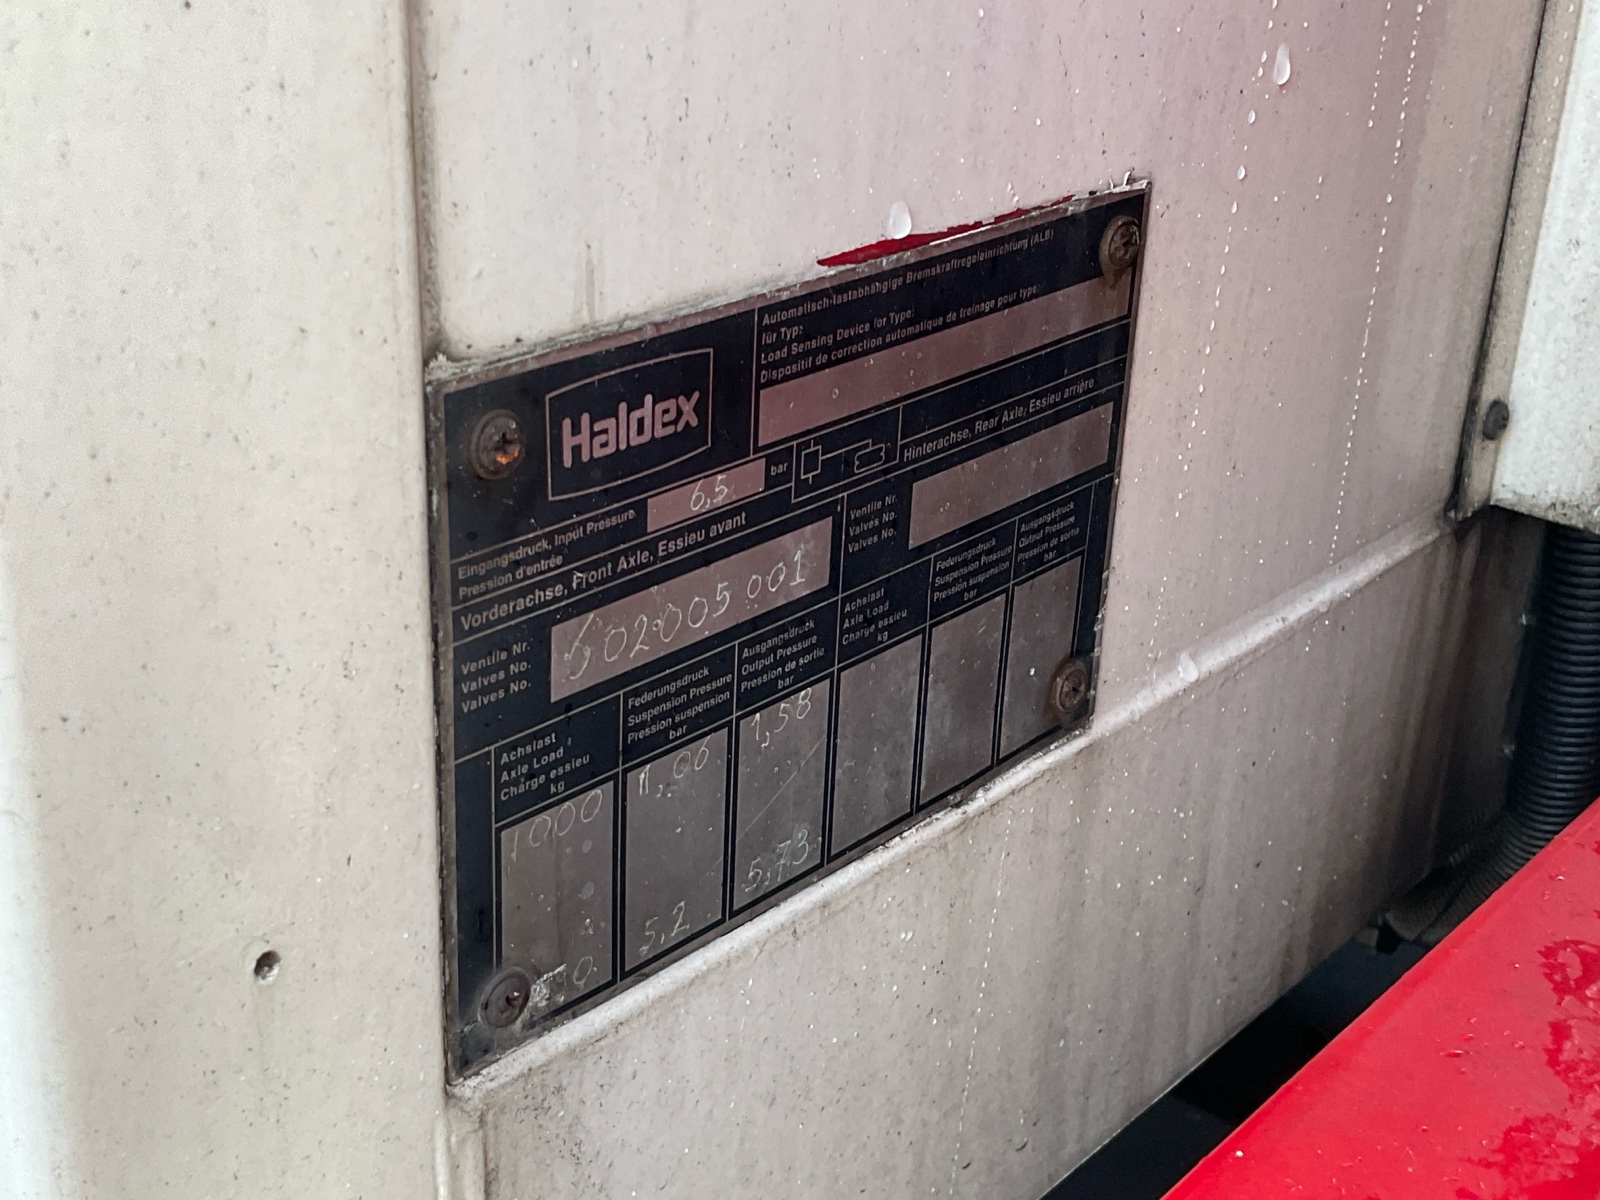 Haldex
Automatisch-lastabhängige Bremskraftregeleinrichtung (ALB)
für Typ:
Load Sensing Device for Type:
Dispositif de correction automatique de freinage pour type:
Eingangsdruck, Input Pressure 6,5 bar
Pression d'entrée
Vorderachse, Front Axle, Essieu avant
Hinterachse, Rear Axle, Essieu arrière
Ventile Nr.
Valves No.
Valves No.
602005001
Ventile Nr.
Valves No.
Valves No.
Achslast
Axle Load
Charge essieu
kg
Federungsdruck
Suspension Pressure
Pression suspension
bar
Ausgangsdruck
Output Pressure
Pression de sortie
bar
Achslast
Axle Load
Charge essieu
kg
Federungsdruck
Suspension Pressure
Pression suspension
bar
Ausgangsdruck
Output Pressure
Pression de sortie
bar
1000
1,58
5,2
5,73